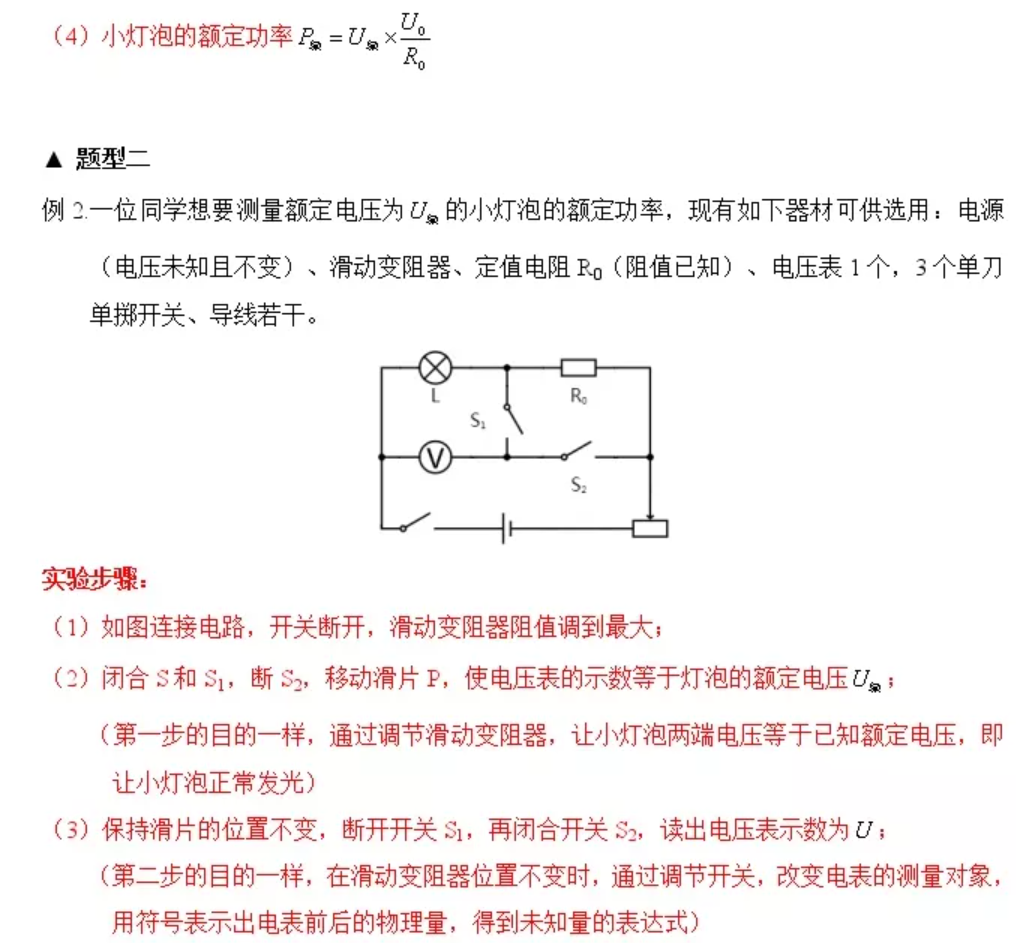 (4) 小灯泡的额定功率 P额 = U额 × U₀/R₀
▲ 题型二
例 2.一位同学想要测量额定电压为 U额 的小灯泡的额定功率，现有如下器材可供选用：电源
（电压未知且不变）、滑动变阻器、定值电阻 R₀（阻值已知）、电压表 1 个，3 个单刀
单掷开关、导线若干。
L
R₀
S₁
V
S₂
实验步骤：
（1）如图连接电路，开关断开，滑动变阻器阻值调到最大；
（2）闭合 S 和 S₁，断 S₂，移动滑片 P，使电压表的示数等于灯泡的额定电压 U额；
（第一步的目的一样，通过调节滑动变阻器，让小灯泡两端电压等于已知额定电压，即
让小灯泡正常发光）
（3）保持滑片的位置不变，断开开关 S₁，再闭合开关 S₂，读出电压表示数为 U；
（第二步的目的一样，在滑动变阻器位置不变时，通过调节开关，改变电表的测量对象，
用符号表示出电表前后的物理量，得到未知量的表达式）